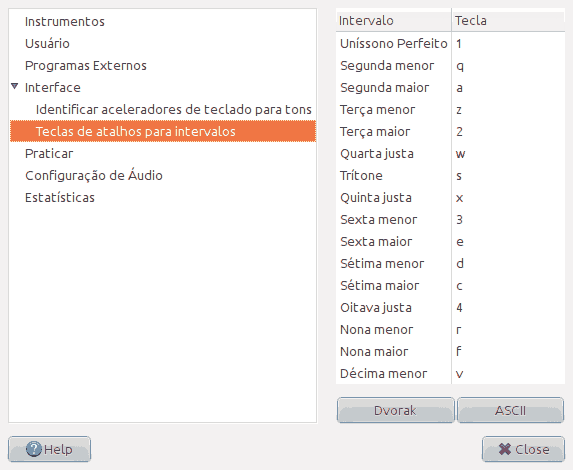 Instrumentos
Usuário
Programas Externos
Interface
Identificar aceleradores de teclado para tons
Teclas de atalhos para intervalos
Praticar
Configuração de Áudio
Estatísticas
Intervalo Tecla
Uníssono Perfeito 1
Segunda menor q
Segunda maior a
Terça menor z
Terça maior 2
Quarta justa w
Trítone s
Quinta justa x
Sexta menor 3
Sexta maior e
Sétima menor d
Sétima maior c
Oitava justa 4
Nona menor r
Nona maior f
Décima menor v
Dvorak ASCII
Help Close